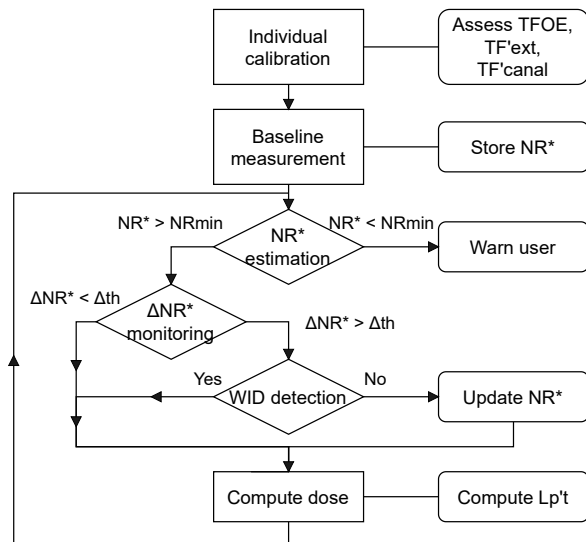 Individual
calibration
Assess TFOE,
TF'ext,
TF'canal
Baseline
measurement
Store NR*
NR* > NRmin
NR* < NRmin
NR*
estimation
Warn user
ΔNR* < Δth
ΔNR*
monitoring
ΔNR* > Δth
Yes
WID detection
No
Update NR*
Compute dose
Compute Lp't